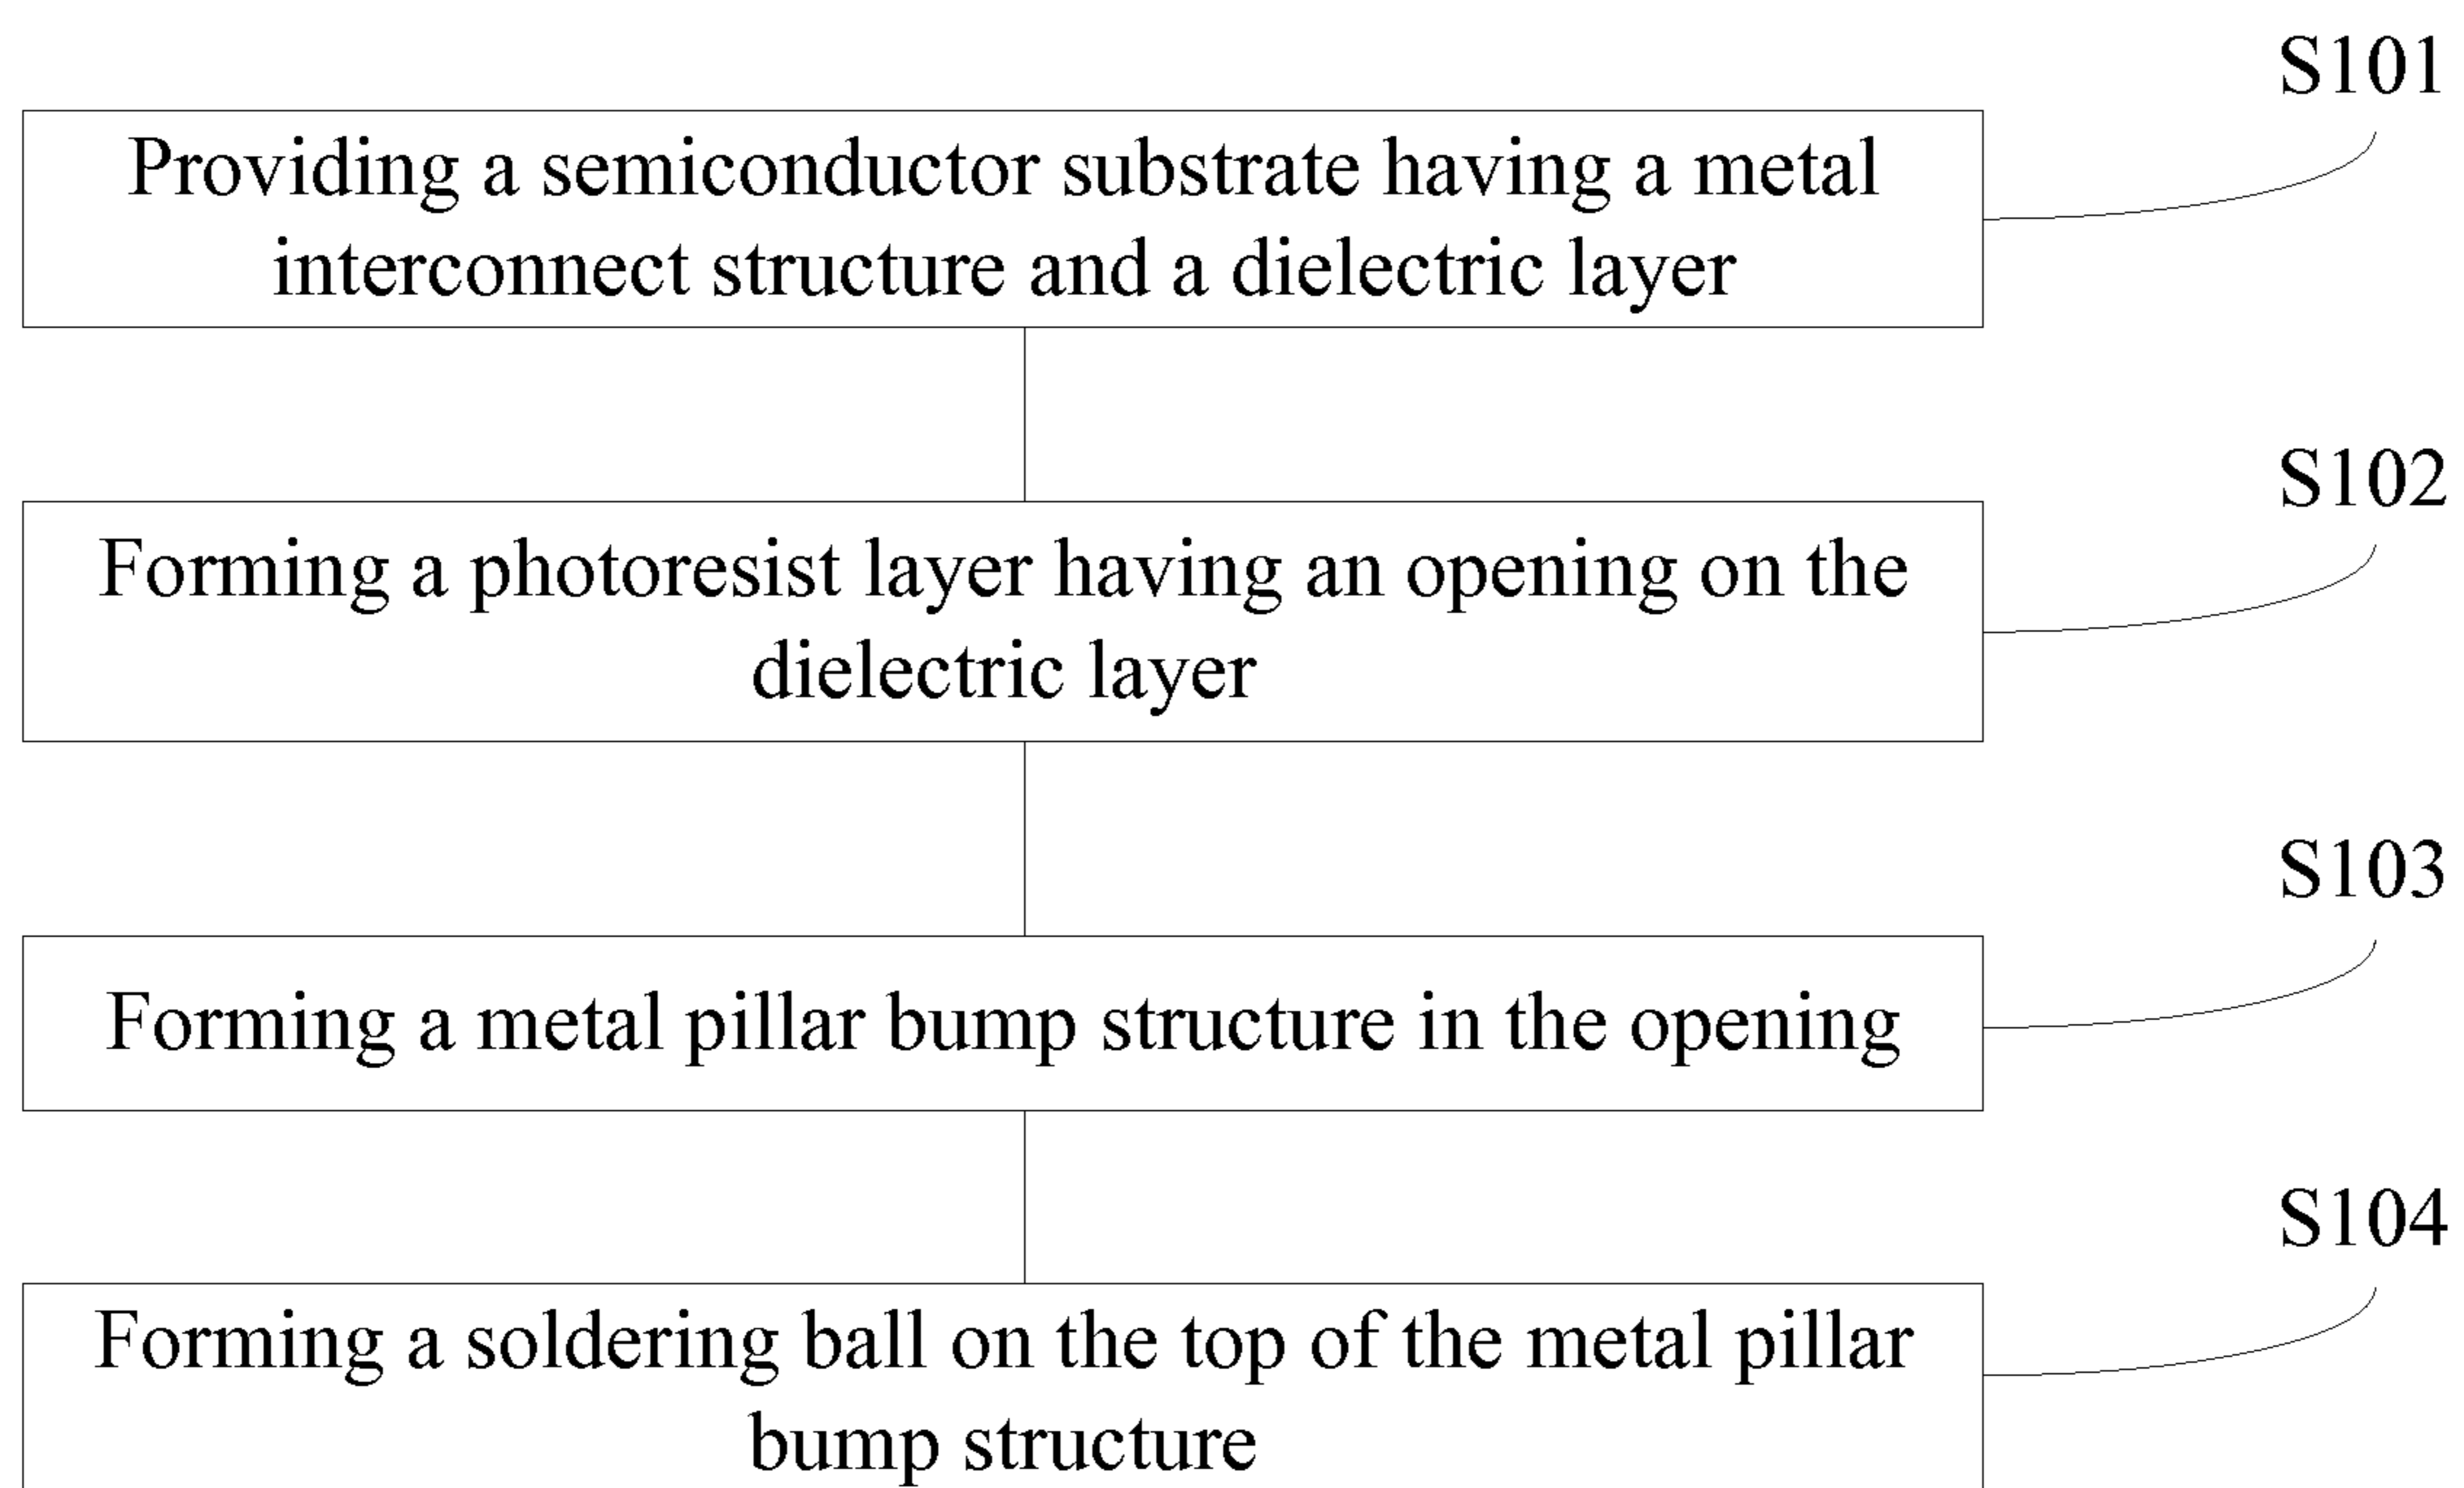 S101
Providing a semiconductor substrate having a metal
interconnect structure and a dielectric layer
S102
Forming a photoresist layer having an opening on the
dielectric layer
S103
Forming a metal pillar bump structure in the opening
S104
Forming a soldering ball on the top of the metal pillar
bump structure